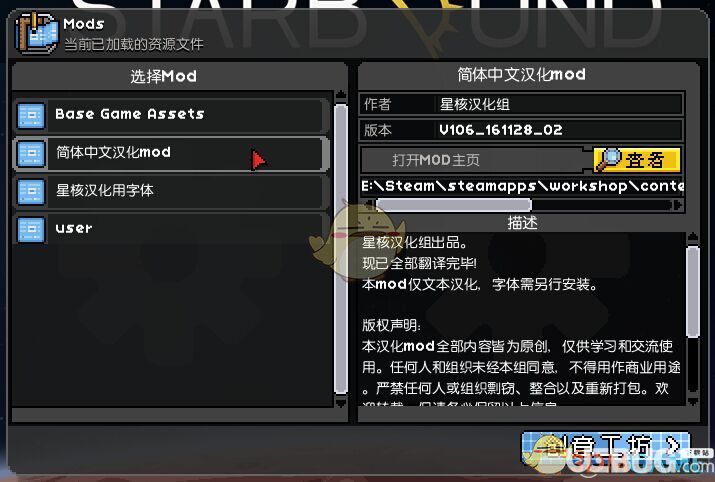 STARBOUND
Mods
当前已加载的资源文件
选择Mod
Base Game Assets
简体中文汉化mod
星核汉化用字体
user
简体中文汉化mod
作者 星核汉化组
版本 V106_161128_02
打开MOD主页 查看
E:\Steam\steamapps\workshop\conte
描述
星核汉化组出品。
现已全部翻译完毕!
本mod仅文本汉化, 字体需另行安装。
版权声明:
本汉化mod全部内容皆为原创, 仅供学习和交流使
用。任何人和组织未经本组同意, 不得用作商业用途
。严禁任何人或组织剽窃、整合以及重新打包。欢
创意工坊
UEBUG